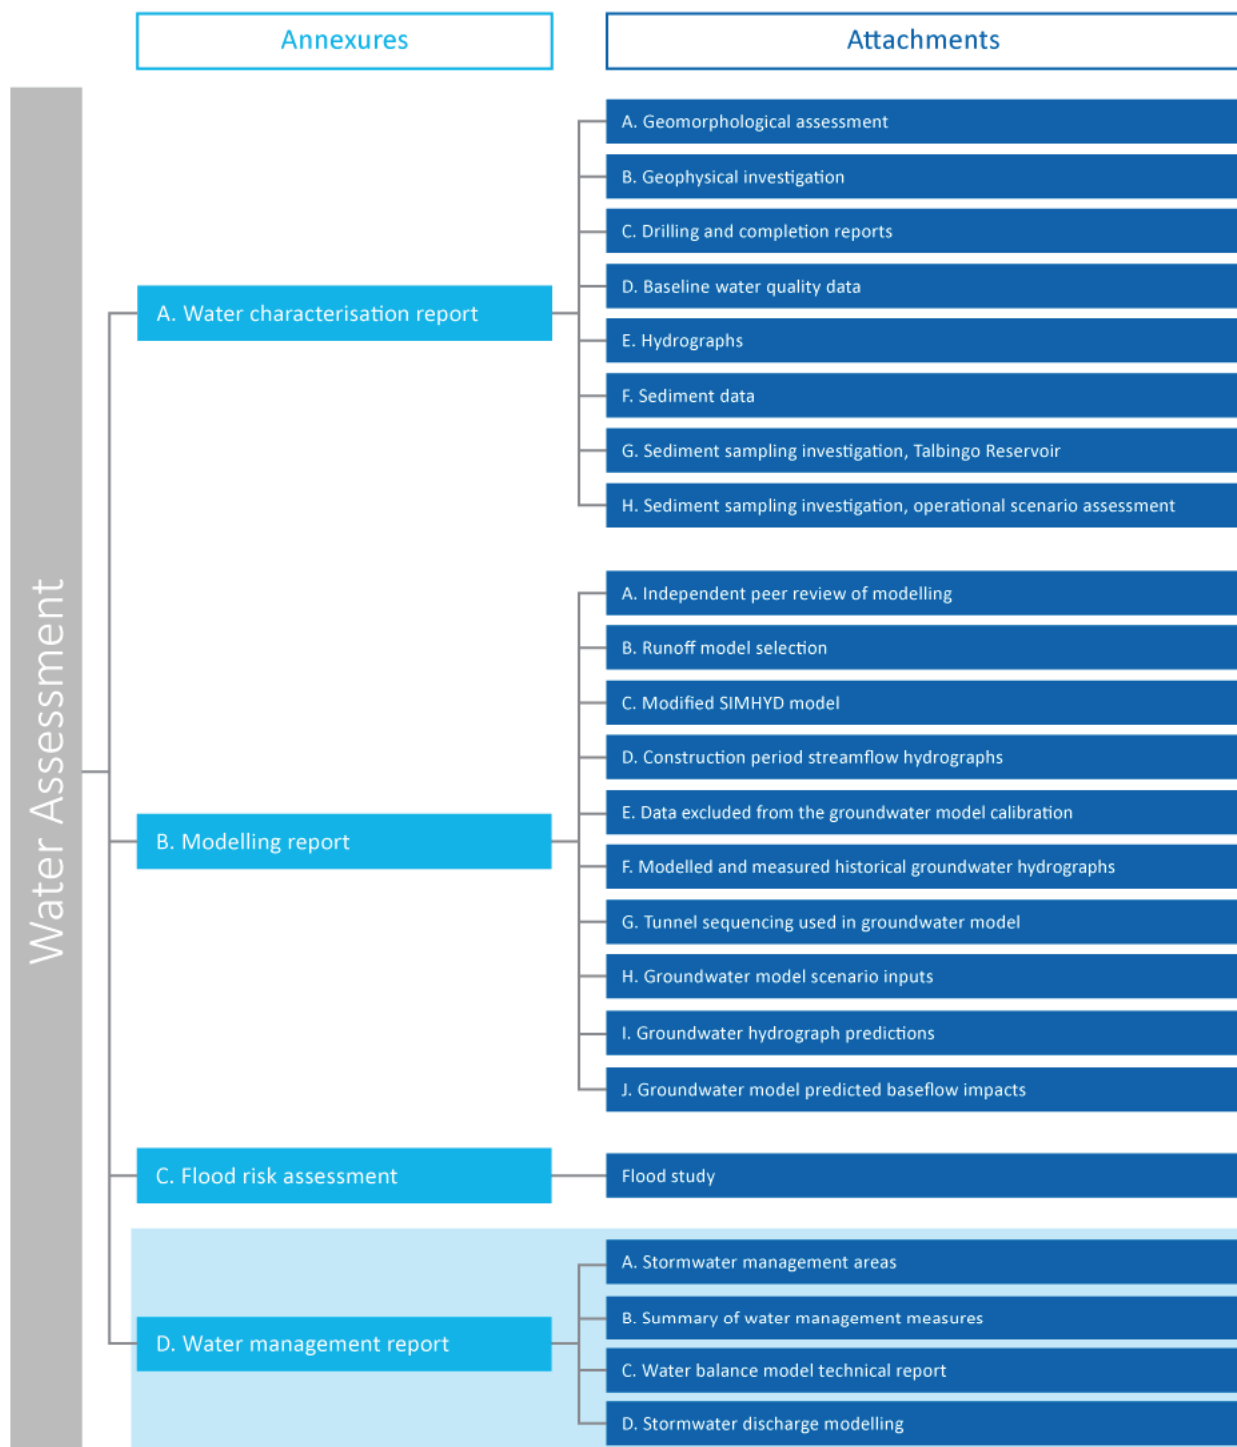 Annexures
Attachments
Water Assessment
A. Water characterisation report
A. Geomorphological assessment
B. Geophysical investigation
C. Drilling and completion reports
D. Baseline water quality data
E. Hydrographs
F. Sediment data
G. Sediment sampling investigation, Talbingo Reservoir
H. Sediment sampling investigation, operational scenario assessment
B. Modelling report
A. Independent peer review of modelling
B. Runoff model selection
C. Modified SIMHYD model
D. Construction period streamflow hydrographs
E. Data excluded from the groundwater model calibration
F. Modelled and measured historical groundwater hydrographs
G. Tunnel sequencing used in groundwater model
H. Groundwater model scenario inputs
I. Groundwater hydrograph predictions
J. Groundwater model predicted baseflow impacts
C. Flood risk assessment
Flood study
D. Water management report
A. Stormwater management areas
B. Summary of water management measures
C. Water balance model technical report
D. Stormwater discharge modelling